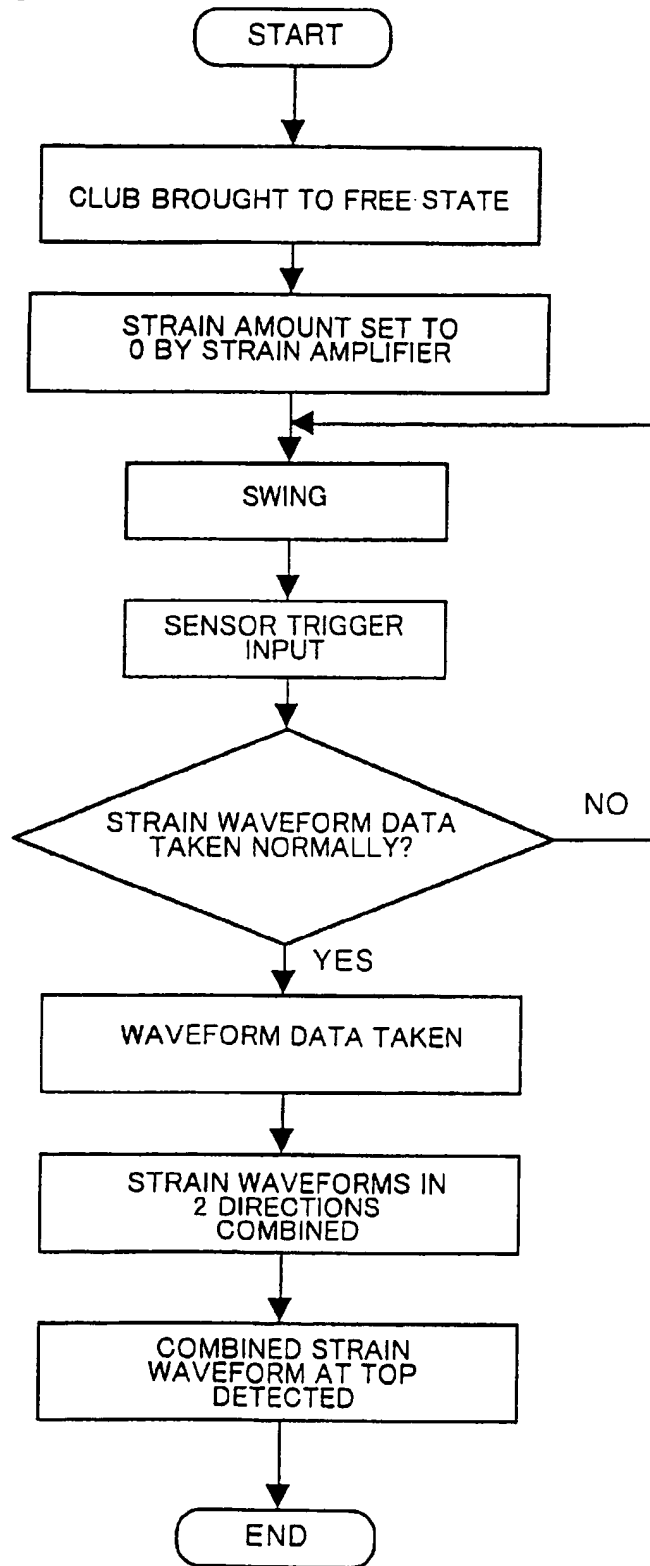 START
CLUB BROUGHT TO FREE STATE
STRAIN AMOUNT SET TO
0 BY STRAIN AMPLIFIER
SWING
SENSOR TRIGGER
INPUT
STRAIN WAVEFORM DATA
TAKEN NORMALLY?
NO
YES
WAVEFORM DATA TAKEN
STRAIN WAVEFORMS IN
2 DIRECTIONS
COMBINED
COMBINED STRAIN
WAVEFORM AT TOP
DETECTED
END